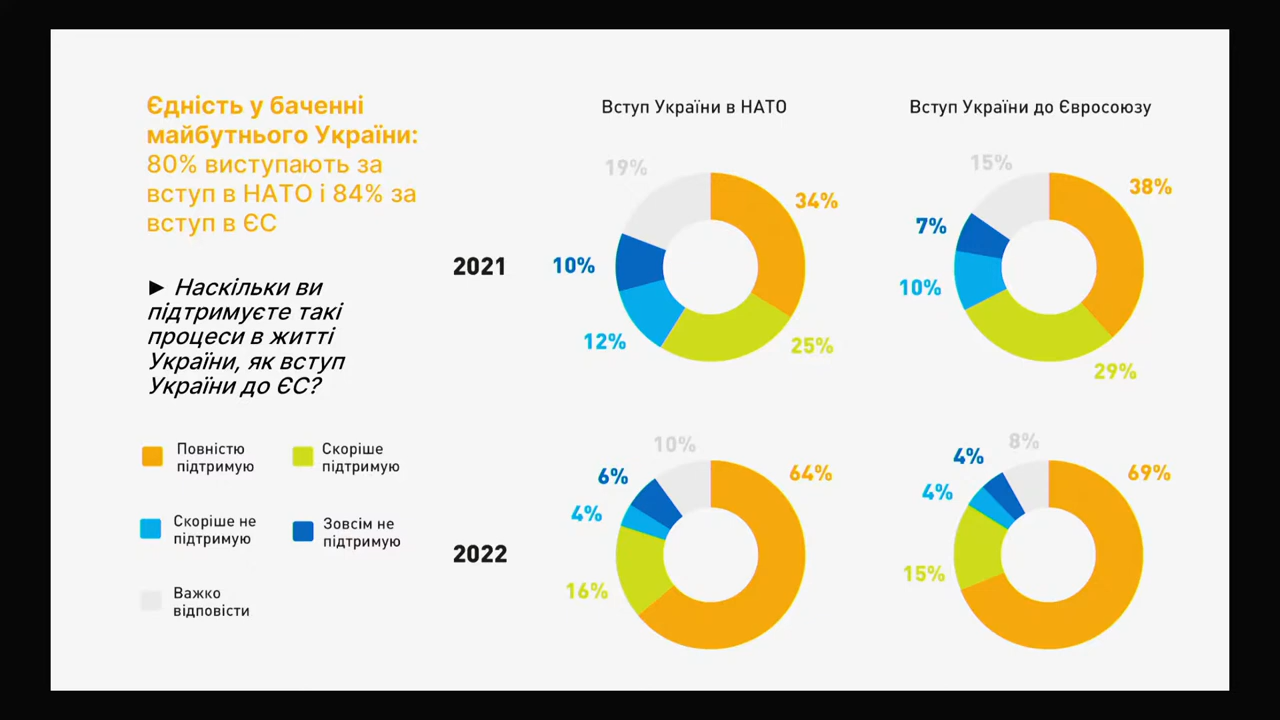 Єдність у баченні
майбутнього України:
80% виступають за
вступ в НАТО і 84% за
вступ в ЄС
► Наскільки ви
підтримуєте такі
процеси в житті
України, як вступ
України до ЄС?
Повністю
підтримую
Скоріше
підтримую
Скоріше не
підтримую
Зовсім не
підтримую
Важко
відповісти
Вступ України в НАТО
Вступ України до Євросоюзу
2021
19%
34%
10%
12%
25%
15%
38%
7%
10%
29%
2022
10%
64%
6%
4%
16%
8%
69%
4%
4%
15%